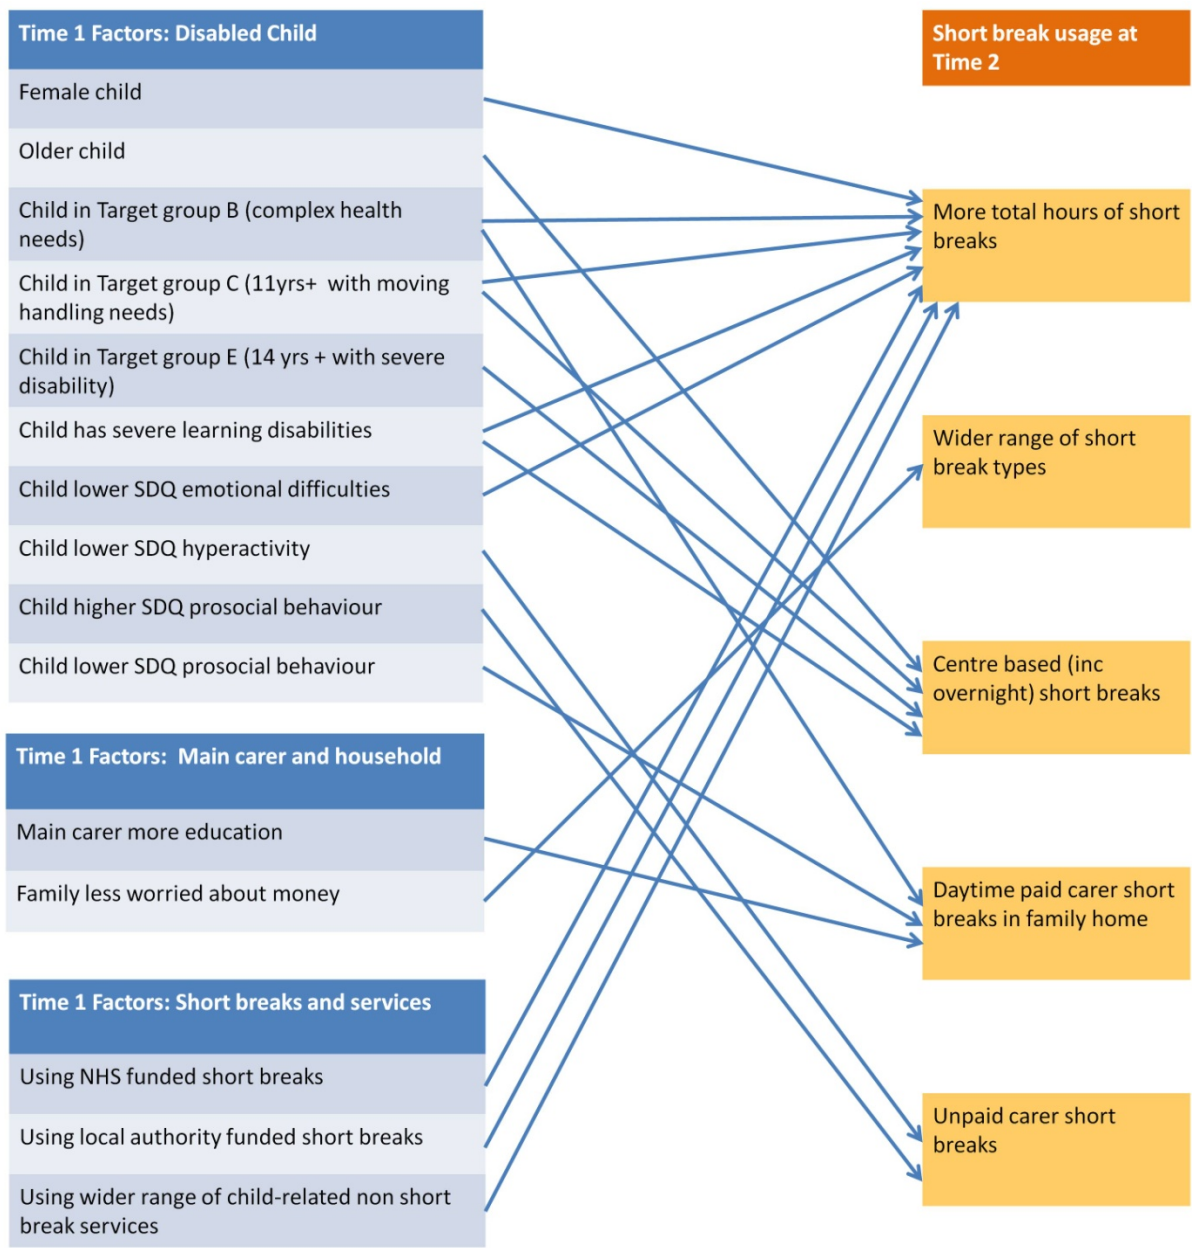 Time 1 Factors: Disabled Child
Female child
Older child
Child in Target group B (complex health
needs)
Child in Target group C (11yrs+  with moving
handling needs)
Child in Target group E (14 yrs + with severe
disability)
Child has severe learning disabilities
Child lower SDQ emotional difficulties
Child lower SDQ hyperactivity
Child higher SDQ prosocial behaviour
Child lower SDQ prosocial behaviour
Time 1 Factors:  Main carer and household
Main carer more education
Family less worried about money
Time 1 Factors: Short breaks and services
Using NHS funded short breaks
Using local authority funded short breaks
Using wider range of child-related non short
break services
Short break usage at
Time 2
More total hours of short
breaks
Wider range of short
break types
Centre based (inc
overnight) short breaks
Daytime paid carer short
breaks in family home
Unpaid carer short
breaks